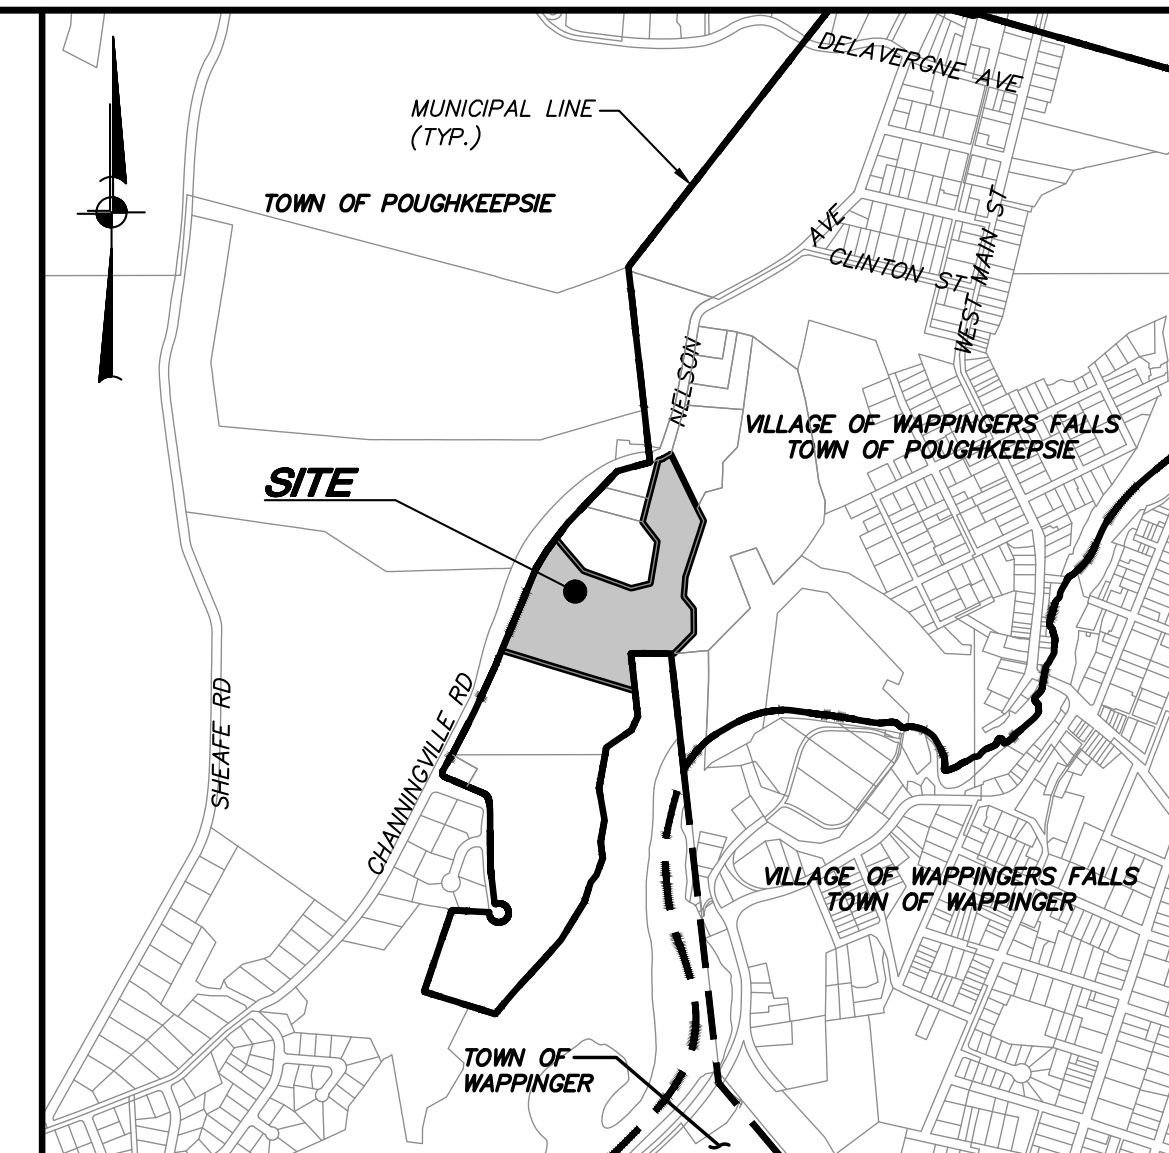 DELAVERGNE AVE
MUNICIPAL LINE
(TYP.)
TOWN OF POUGHKEEPSIE
NELSON AVE
CLINTON ST
WEST MAIN ST
VILLAGE OF WAPPINGERS FALLS
TOWN OF POUGHKEEPSIE
SITE
SHEAFE RD
CHANNINGVILLE RD
VILLAGE OF WAPPINGERS FALLS
TOWN OF WAPPINGER
TOWN OF
WAPPINGER